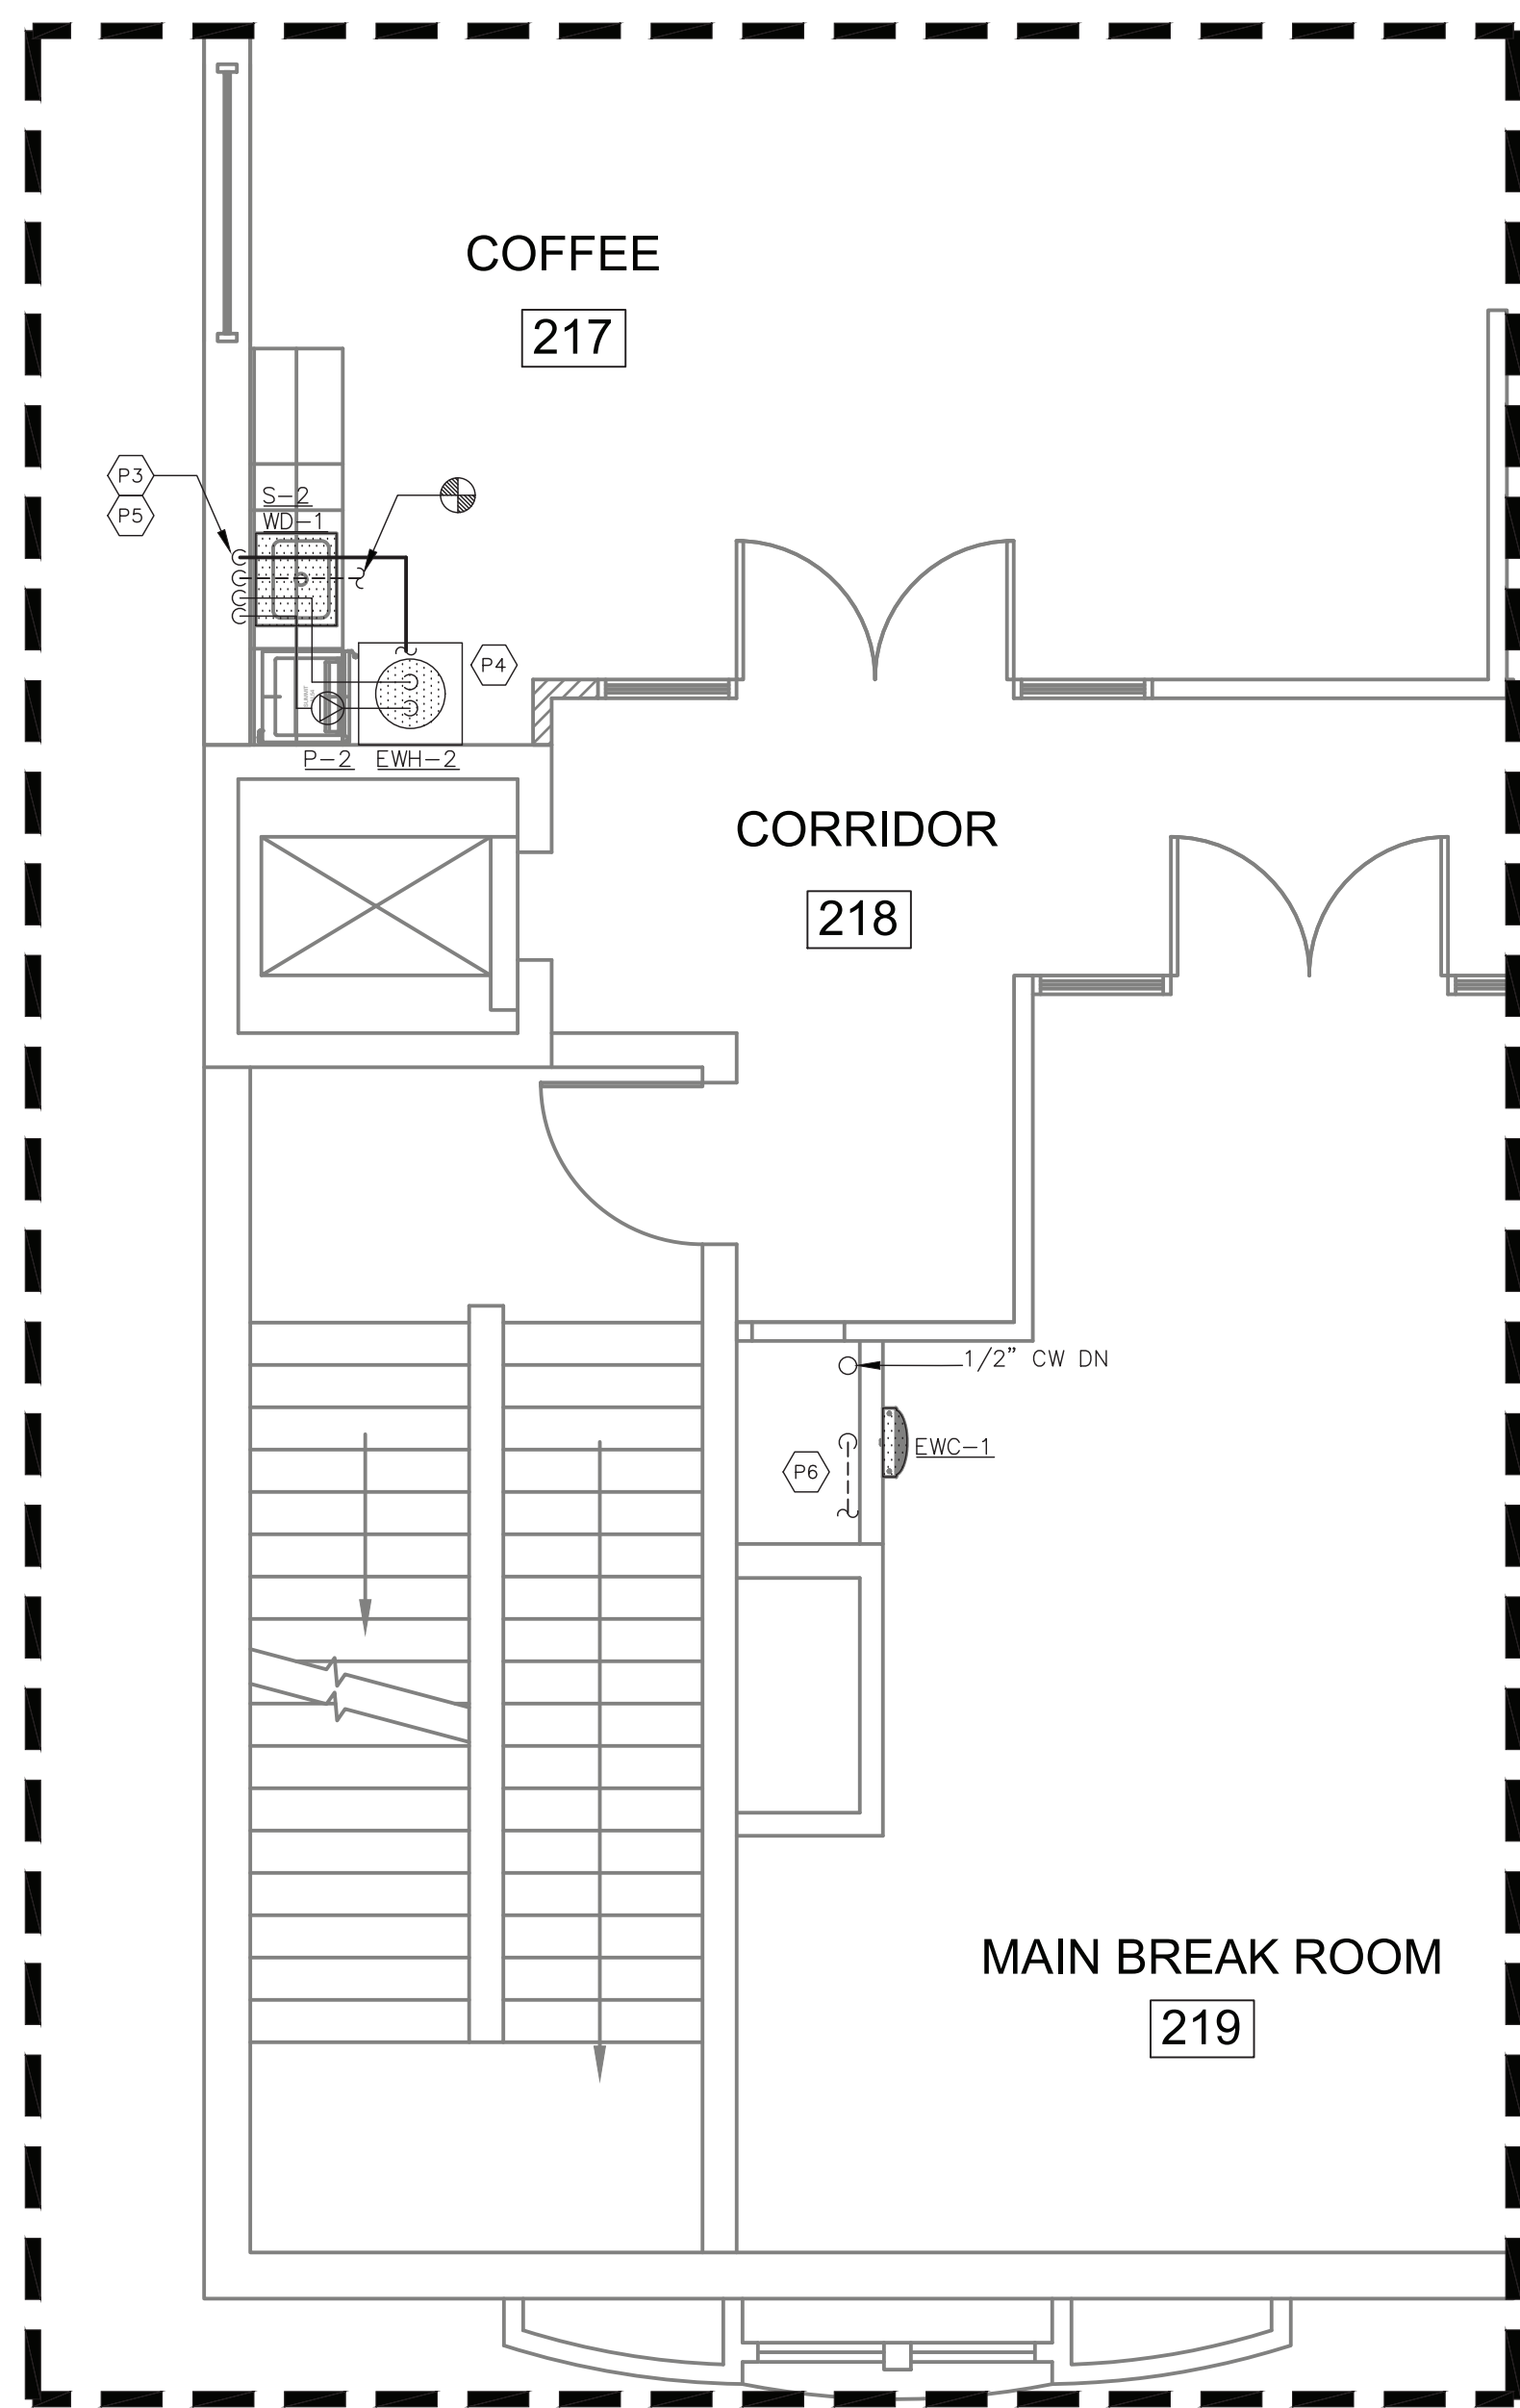 COFFEE
217
P3
P5
S-2
WD-1
P4
P-2 EWH-2
CORRIDOR
218
1/2” CW DN
EWC-1
P6
MAIN BREAK ROOM
219